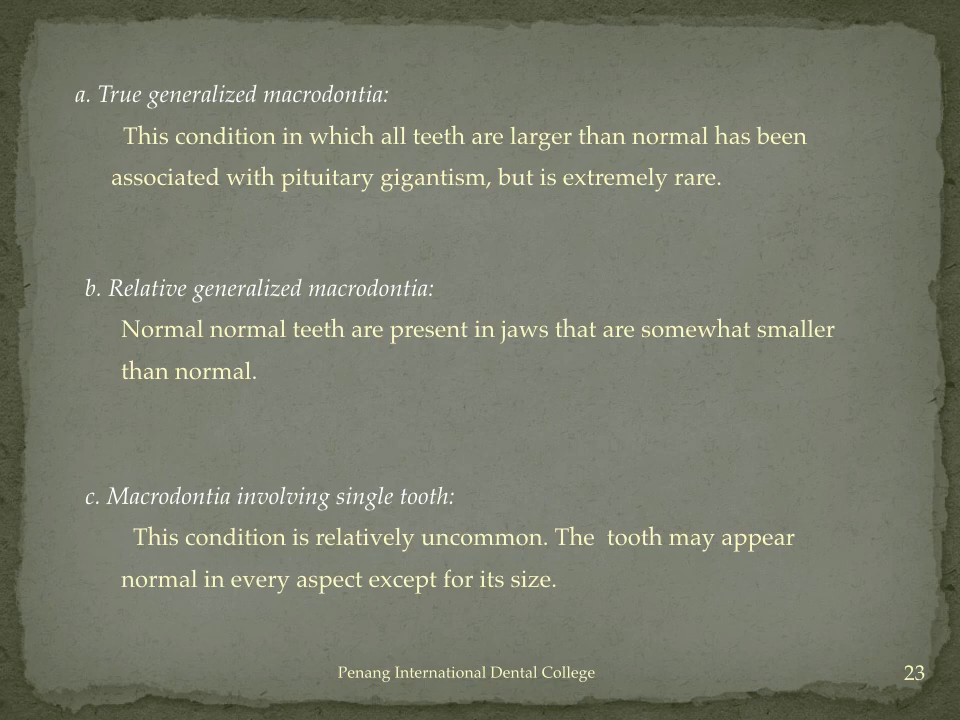 a. True generalized macrodontia:
This condition in which all teeth are larger than normal has been
associated with pituitary gigantism, but is extremely rare.
b. Relative generalized macrodontia:
Normal normal teeth are present in jaws that are somewhat smaller
than normal.
c. Macrodontia involving single tooth:
This condition is relatively uncommon. The  tooth may appear
normal in every aspect except for its size.
Penang International Dental College
23